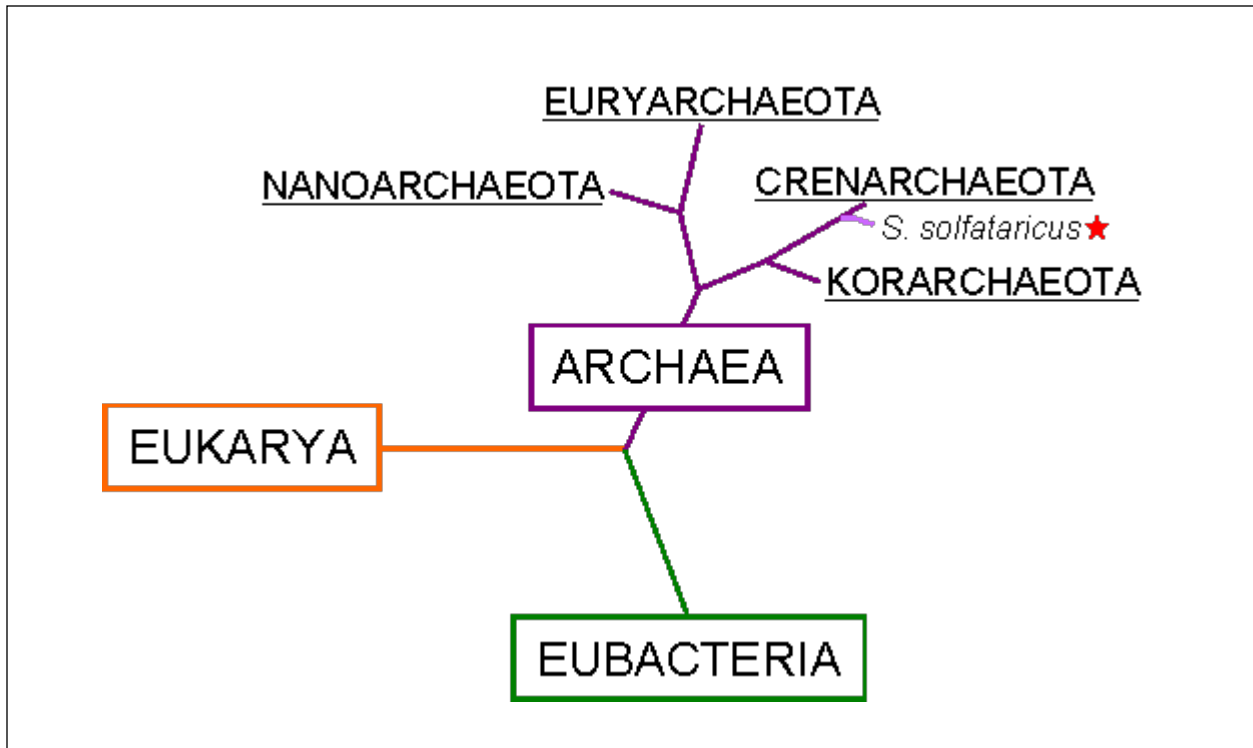 EURYARCHAEOTA
NANOARCHAEOTA
CRENARCHAEOTA
S. solfataricus
KORARCHAEOTA
ARCHAEA
EUKARYA
EUBACTERIA